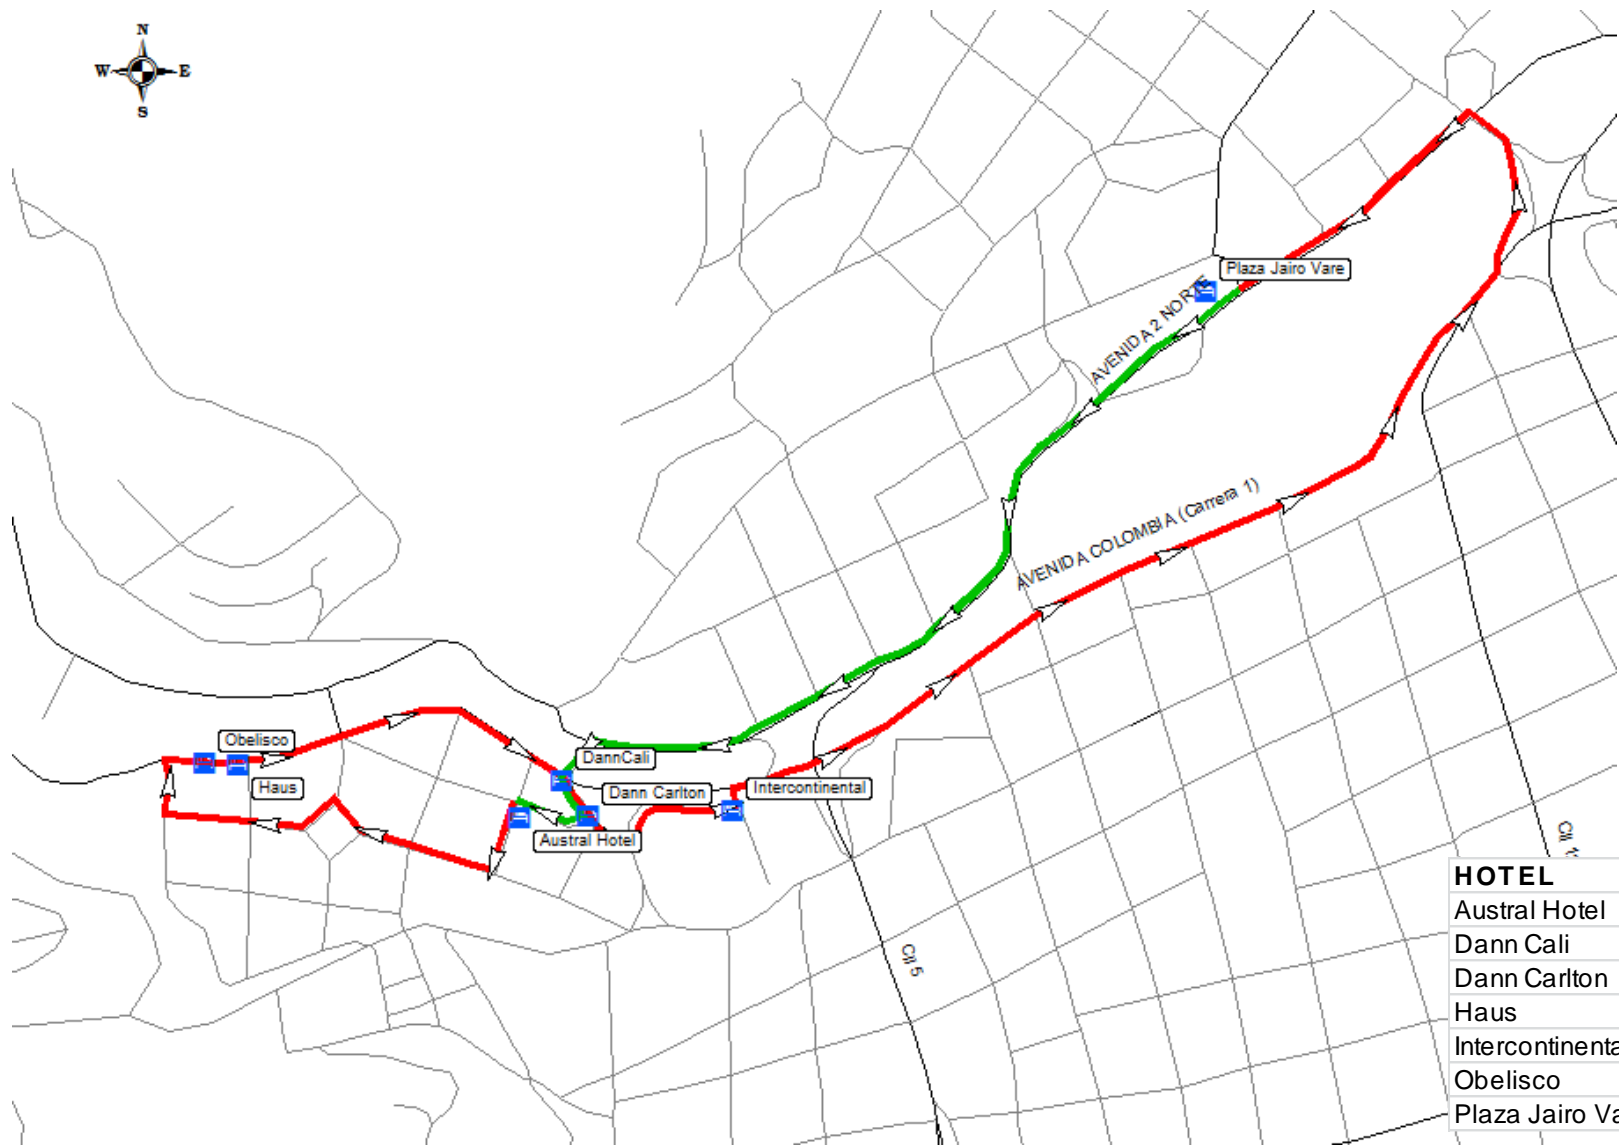 N
W E
S
Plaza Jairo Vare
AVENIDA 2 NORTE
AVENIDA COLOMBIA (Carrera 1)
Obelisco
Haus
DannCali
Dann Carlton
Intercontinental
Austral Hotel
Cll 5
Cll
HOTEL
Austral Hotel
Dann Cali
Dann Carlton
Haus
Intercontinenta
Obelisco
Plaza Jairo Va